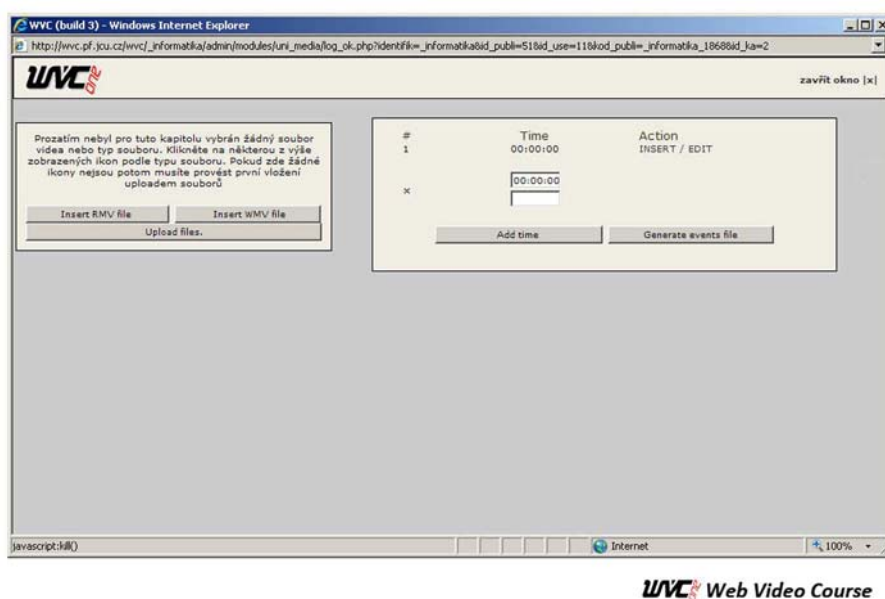 WVC (build 3) - Windows Internet Explorer
http://wvc.pf.jcu.cz/wvc/_informatika/admin/modules/uni_media/log_ok.php?identifik=_informatika&id_publi=51&id_use=11&kod_publi=_informatika_1868&id_ka=2
WVC one
zavřít okno |x|
Prozatím nebyl pro tuto kapitolu vybrán žádný soubor
videa nebo typ souboru. Klikněte na některou z výše
zobrazených ikon podle typu souboru. Pokud zde žádné
ikony nejsou potom musíte provést první vložení
uploadem souborů
Insert RMV file
Insert WMV file
Upload files.
# Time Action
1 00:00:00 INSERT / EDIT
x 00:00:00
Add time
Generate events file
javascript:kill()
Internet
100%
WVC one Web Video Course